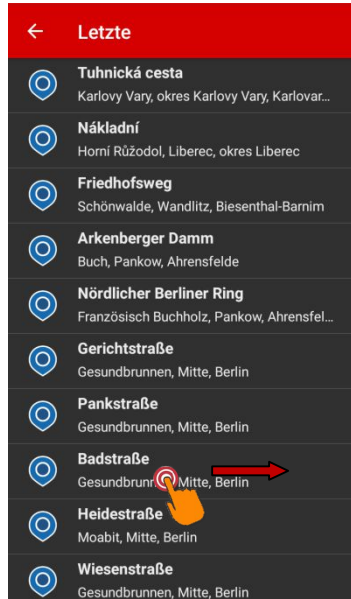 Letzte
Tuhnická cesta
Karlovy Vary, okres Karlovy Vary, Karlovar...
Nákladní
Horní Růžodol, Liberec, okres Liberec
Friedhofsweg
Schönwalde, Wandlitz, Biesenthal-Barnim
Arkenberger Damm
Buch, Pankow, Ahrensfelde
Nördlicher Berliner Ring
Französisch Buchholz, Pankow, Ahrensfel...
Gerichtstraße
Gesundbrunnen, Mitte, Berlin
Pankstraße
Gesundbrunnen, Mitte, Berlin
Badstraße
Mitte, Berlin
Heidestraße
Moabit, Mitte, Berlin
Wiesenstraße
Gesundbrunnen, Mitte, Berlin